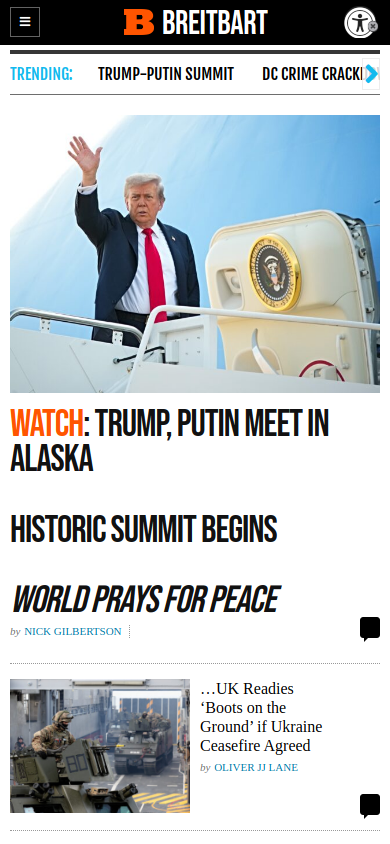 BREITBART
TRENDING:
TRUMP-PUTIN SUMMIT
DC CRIME
WATCH: TRUMP, PUTIN MEET IN
ALASKA
HISTORIC SUMMIT BEGINS
WORLD PRAYS FOR PEACE
by NICK GILBERTSON
…UK Readies
‘Boots on the
Ground’ if Ukraine
Ceasefire Agreed
by OLIVER JJ LANE